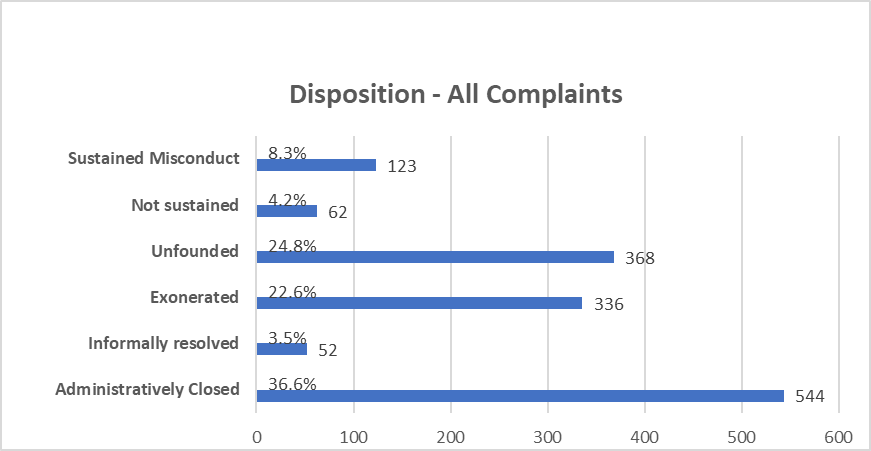 Disposition - All Complaints
Sustained Misconduct 8.3% 123
Not sustained 4.2% 62
Unfounded 24.8% 368
Exonerated 22.6% 336
Informally resolved 3.5% 52
Administratively Closed 36.6% 544
0 100 200 300 400 500 600